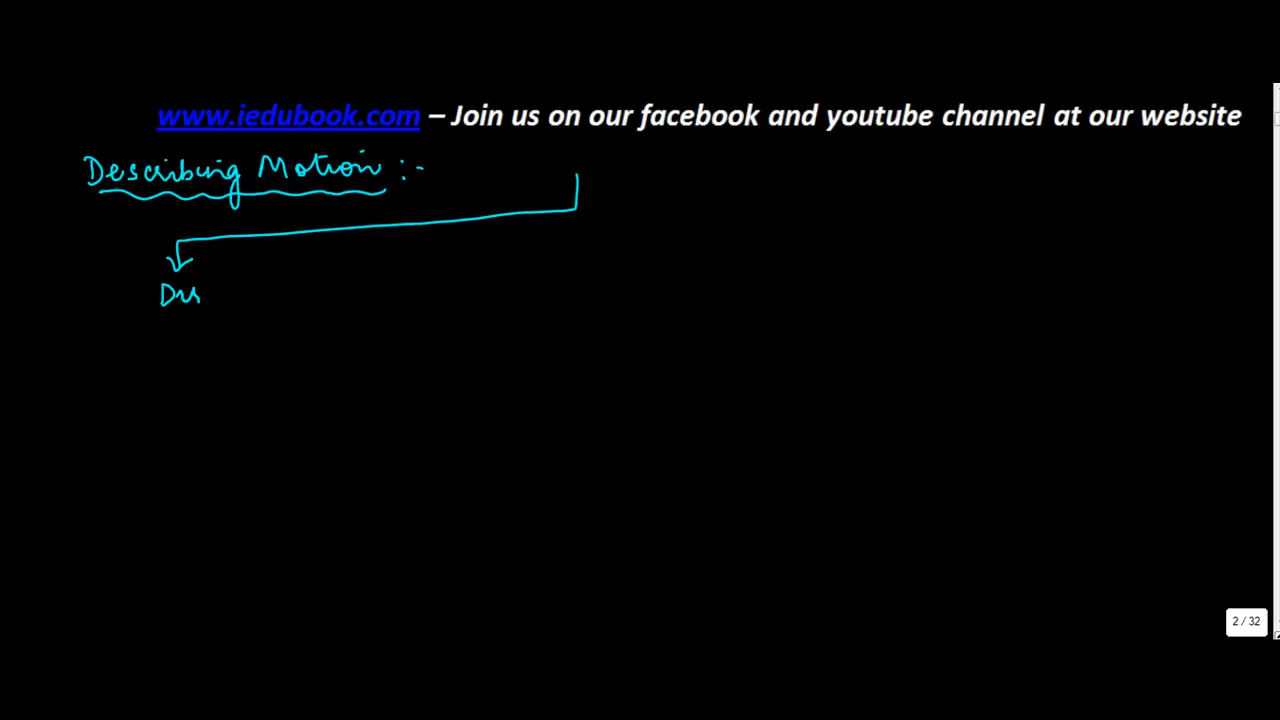 www.iedubook.com – Join us on our facebook and youtube channel at our website
Describing Motion :-
2 / 32